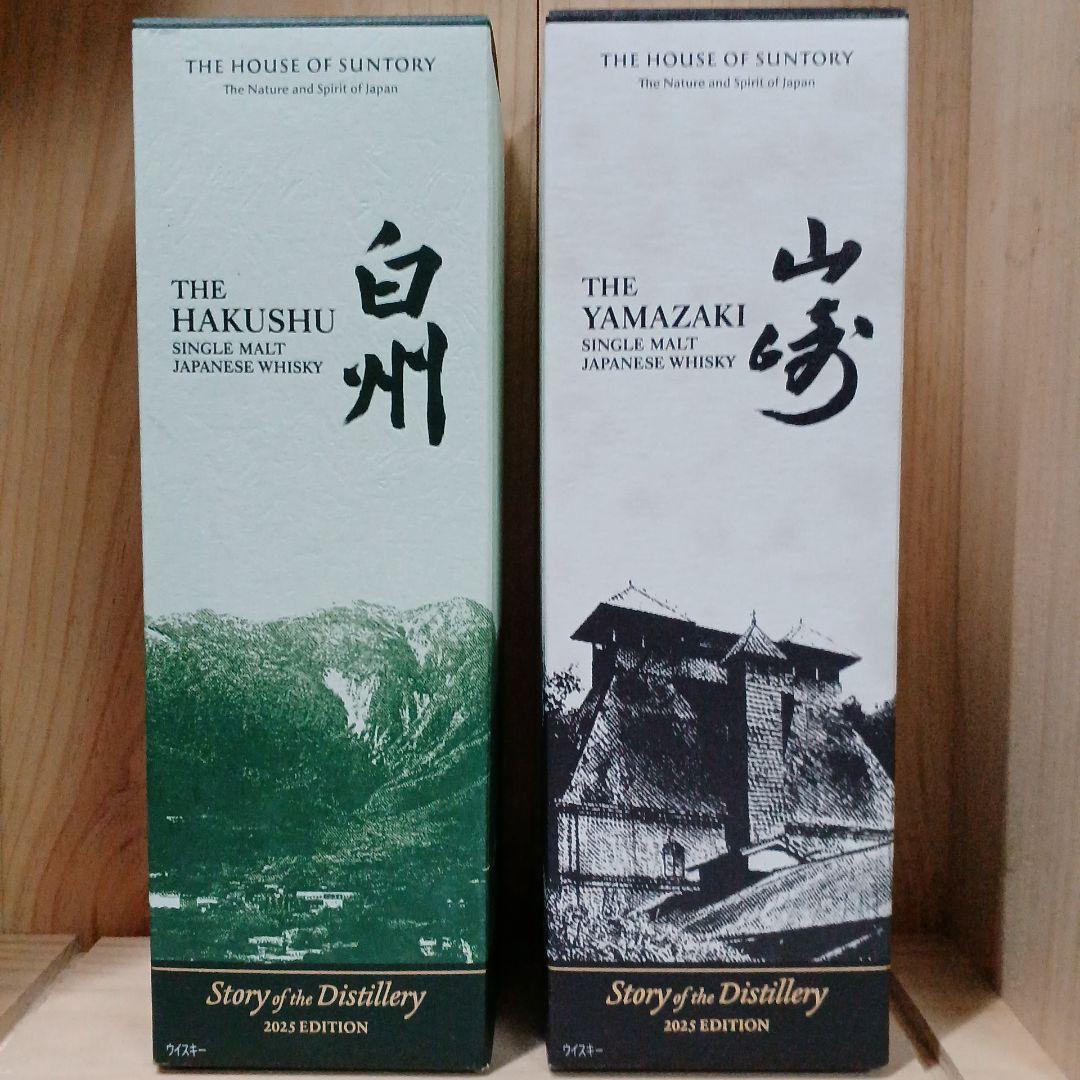 THE HOUSE OF SUNTORY
The Nature and Spirit of Japan
THE
HAKUSHU
SINGLE MALT
JAPANESE WHISKY
白州
Story of the Distillery
2025 EDITION
ウイスキー
THE HOUSE OF SUNTORY
The Nature and Spirit of Japan
THE
YAMAZAKI
SINGLE MALT
JAPANESE WHISKY
山崎
Story of the Distillery
2025 EDITION
ウイスキー